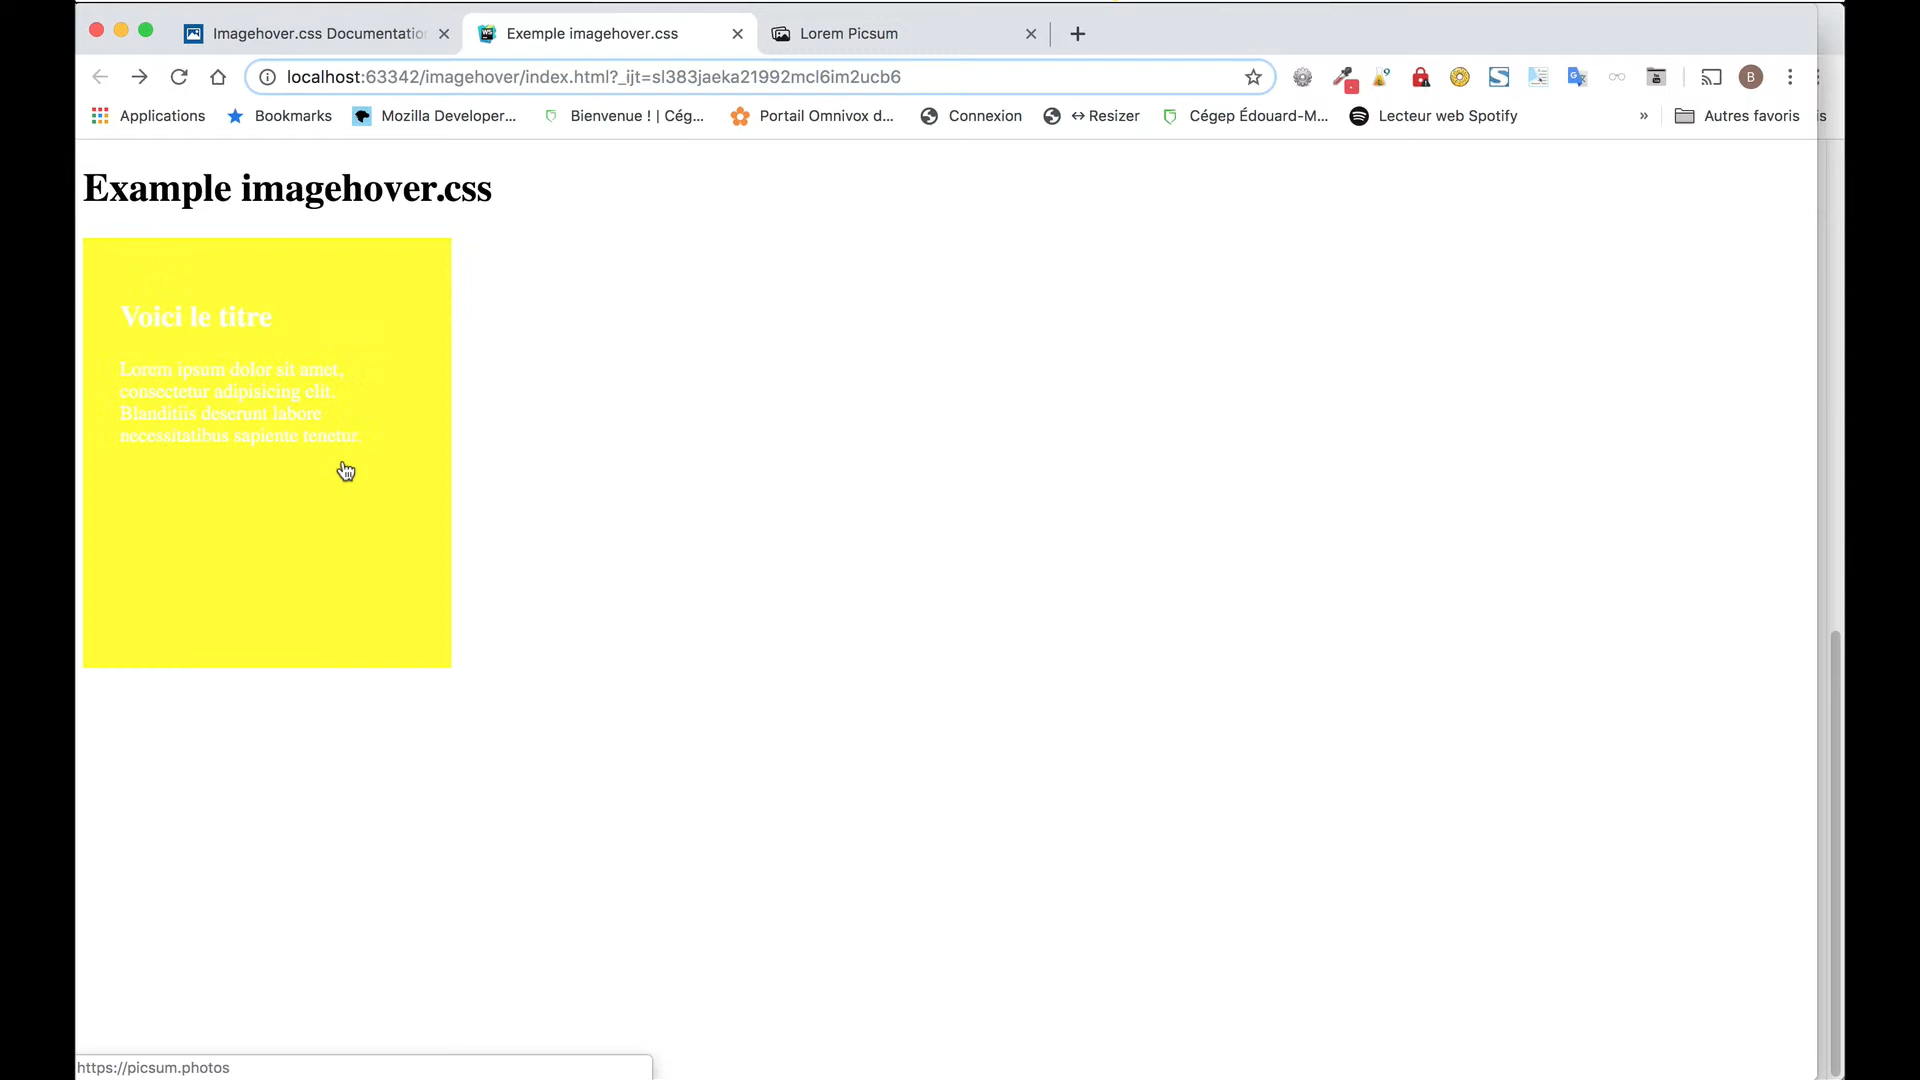 Imagehover.css Documentatio
Exemple imagehover.css
Lorem Picsum
localhost:63342/imagehover/index.html?_ijt=sl383jaeka21992mcl6im2ucb6
B
Applications
Bookmarks
Mozilla Developer...
Bienvenue ! | Cég...
Portail Omnivox d...
Connexion
↔ Resizer
Cégep Édouard-M...
Lecteur web Spotify
»
Autres favoris
is
Example imagehover.css
Voici le titre
Lorem ipsum dolor sit amet,
consectetur adipisicing elit.
Blanditiis deserunt labore
necessitatibus sapiente tenetur.
https://picsum.photos